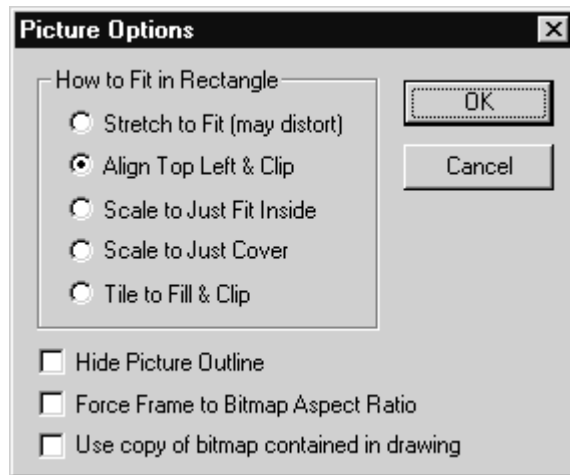 Picture Options
How to Fit in Rectangle
Stretch to Fit (may distort)
Align Top Left & Clip
Scale to Just Fit Inside
Scale to Just Cover
Tile to Fill & Clip
OK
Cancel
Hide Picture Outline
Force Frame to Bitmap Aspect Ratio
Use copy of bitmap contained in drawing